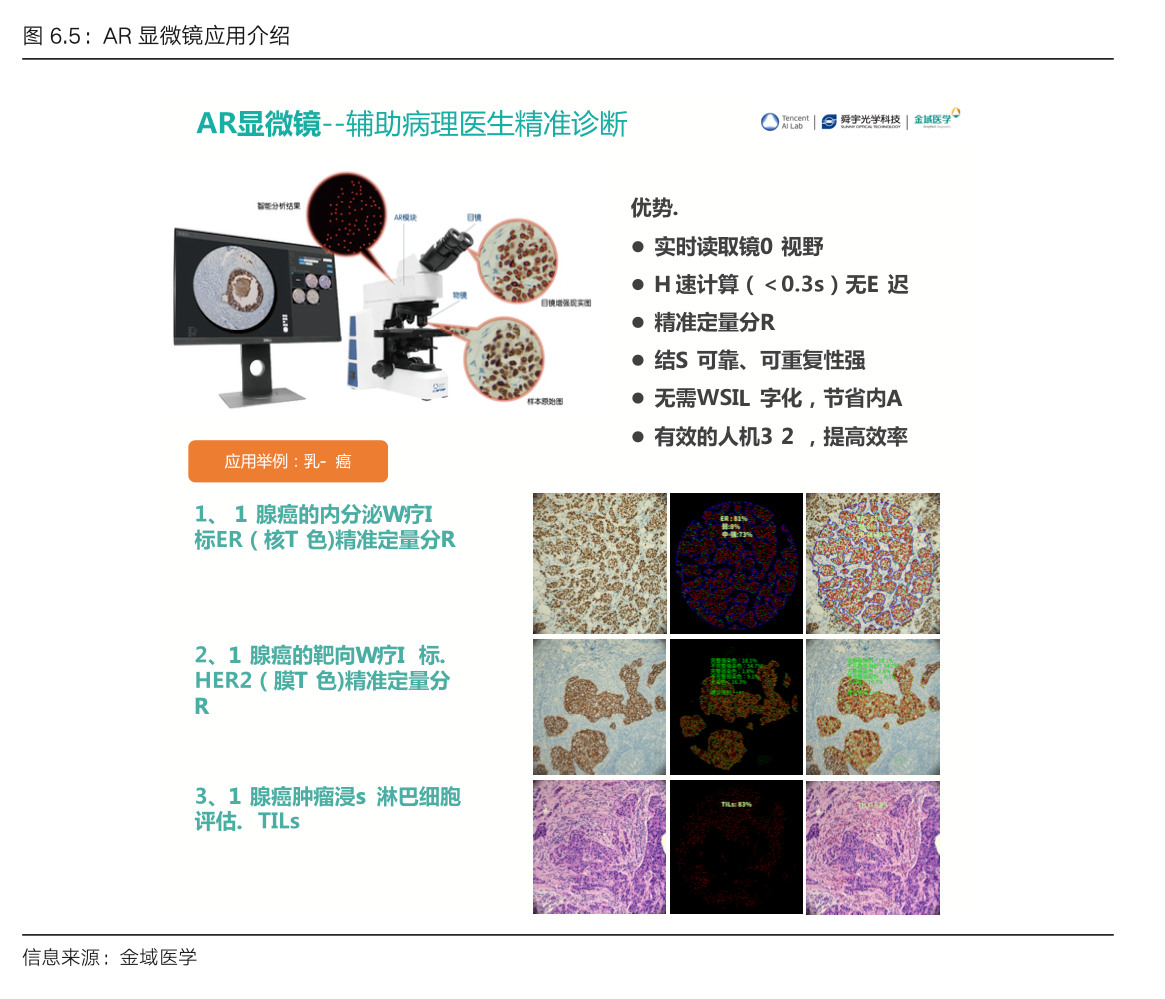 图 6.5：AR 显微镜应用介绍
AR显微镜--辅助病理医生精准诊断
Tencent
AI Lab
舜宇光学科技
SUNNY OPTICAL TECHNOLOGY
金域医学
智能分析结果
AR模块
目镜
物镜
目镜增强现实图
样本原始图
优势.
● 实时读取镜0 视野
● H 速计算（ < 0.3s ）无E 迟
● 精准定量分R
● 结S 可靠、可重复性强
● 无需WSIL 字化，节省内A
● 有效的人机3 2 ，提高效率
应用举例：乳- 癌
1、 1 腺癌的内分泌W疗I
标ER（ 核T 色)精准定量分R
ER : 81%
弱:8%
中-强:73%
2、1 腺癌的靶向W疗I 标.
HER2（ 膜T 色)精准定量分
R
3、1 腺癌肿瘤浸s 淋巴细胞
评估. TILs
TILs: 83%
信息来源：金域医学